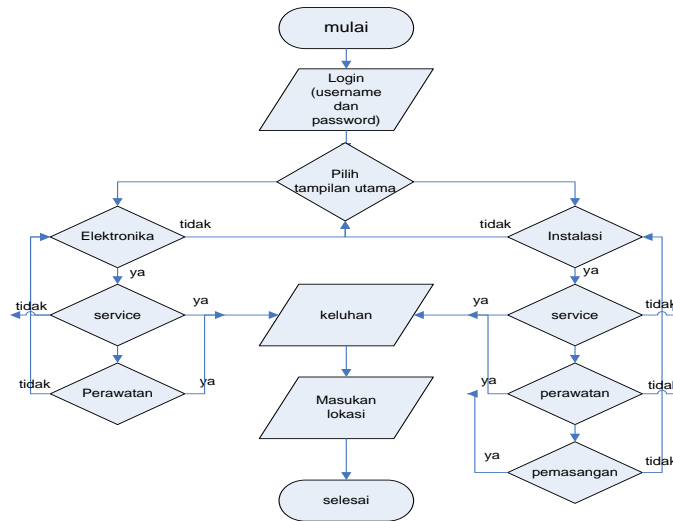 mulai
Login
(username
dan
password)
Pilih
tampilan utama
tidak
tidak
Elektronika
Instalasi
ya
ya
tidak
ya
ya
tidak
service
keluhan
service
tidak
ya
ya
tidak
Perawatan
Masukan
lokasi
perawatan
ya
tidak
pemasangan
selesai